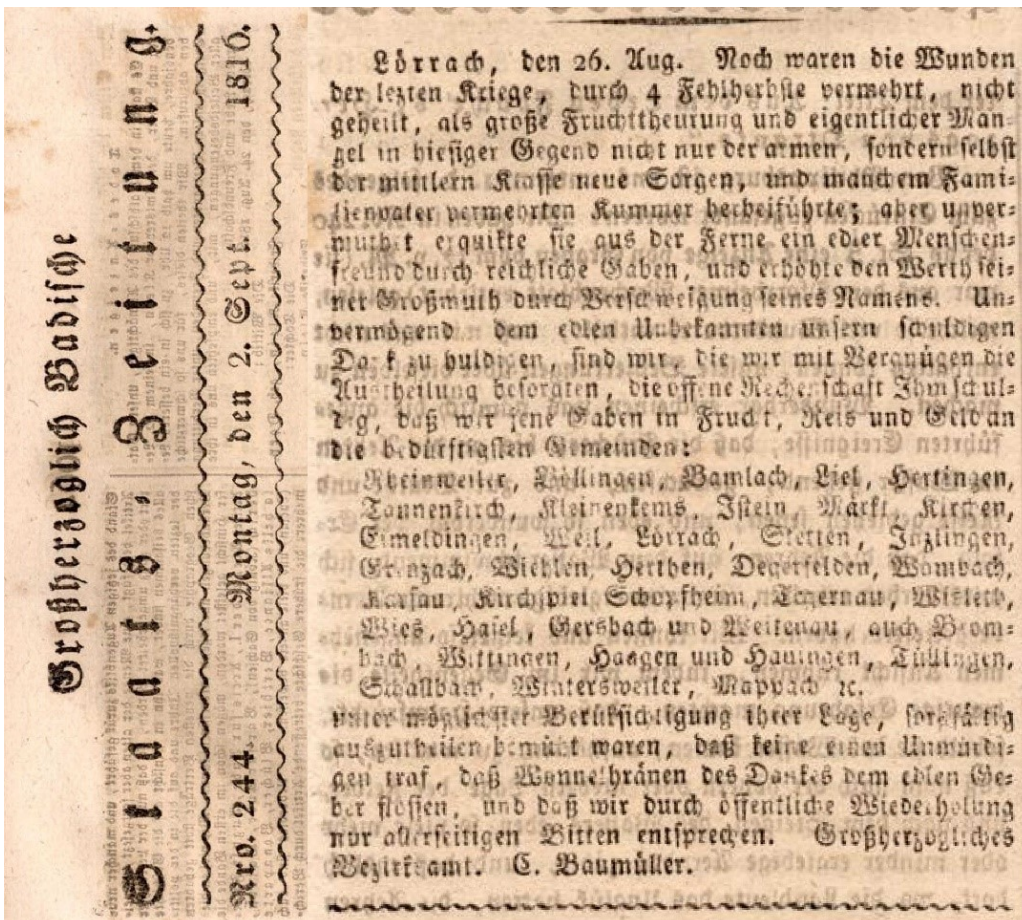 Großherzoglich Badische
Staats-Zeitung.
Nro. 244. Montag, den 2. Sept. 1816.
Lörrach, den 26. Aug. Noch waren die Wunden
der lezten Kriege, durch 4 Fehlherbste vermehrt, nicht
geheilt, als große Fruchttheurung und eigentlicher Man-
gel in hiesiger Gegend nicht nur der armen, sondern selbst
der mittlern Klasse neue Sorgen, und manchem Fami-
lienvater vermehrten Kummer herbeiführte; aber unver-
muthet erquikte sie aus der Ferne ein edler Menschen-
freund durch reichliche Gaben, und erhöhte den Werth sei-
ner Großmuth durch Verschweigung seines Namens. Un-
vermögend dem edlen Unbekannten unsern schuldigen
Dank zu huldigen, sind wir, die wir mit Vergnügen die
Austheilung besorgten, die offene Rechenschaft Ihm schul-
dig, daß wir jene Gaben in Frucht, Reis und Geld an
die bedürftigsten Gemeinden:
Rheinweiler, Bamlach, Liel, Hertingen,
Tannenkirch, Kleinenkems, Istein, Märkt, Kirchen,
Eimeldingen, Weil, Lörrach, Stetten, Inzlingen,
Grenzach, Wiehlen, Herthen, Degerfelden, Wambach,
Karsau, Kirchspiel Schopfheim, Tegernau, Wisleth,
Wies, Hasel, Gersbach und Weitenau, auch Brom-
bach, Wittingen, Haagen und Hauingen, Tüllingen,
Schallbach, Wintersweiler, Mappach ꝛc.
unter möglichster Berüksichtigung ihrer Lage, sorgfältig
auszutheilen bemüht waren, daß keine einen Unwürdi-
gen traf, daß Wonnethränen des Dankes dem edlen Ge-
ber flossen, und daß wir durch öffentliche Wiederholung
nur allerseitigen Bitten entsprechen. Großherzogliches
Bezirksamt. C. Baumüller.